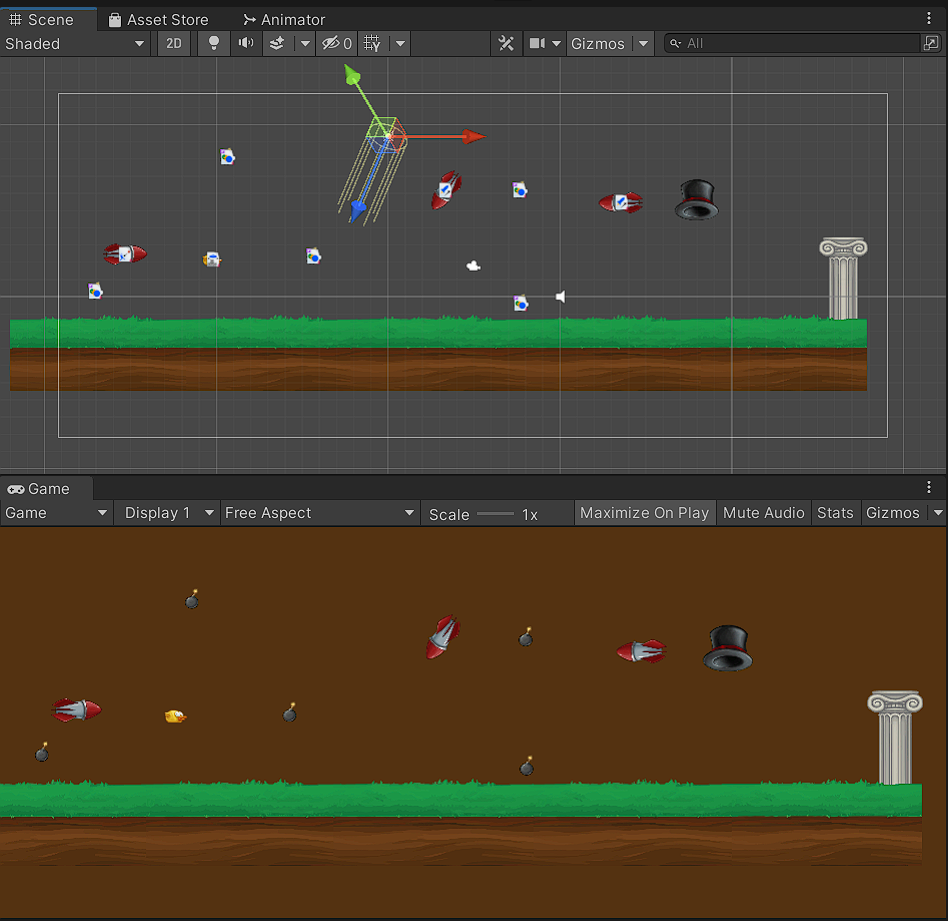 Scene Asset Store Animator
Shaded 2D 0 Gizmos All
Game
Game Display 1 Free Aspect Scale 1x Maximize On Play Mute Audio Stats Gizmos